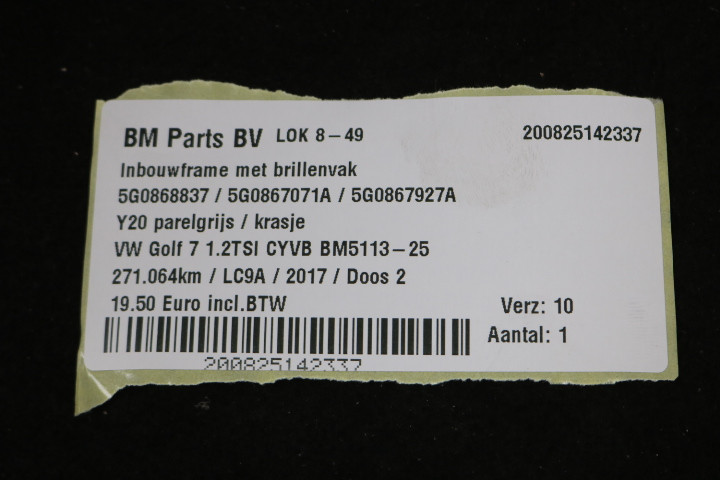 BM Parts BV LOK 8-49 200825142337
Inbouwframe met brillenvak
5G0868837 / 5G0867071A / 5G0867927A
Y20 parelgrijs / krasje
VW Golf 7 1.2TSI CYVB BM5113-25
271.064km / LC9A / 2017 / Doos 2
19.50 Euro incl.BTW Verz: 10
Aantal: 1
200825142337